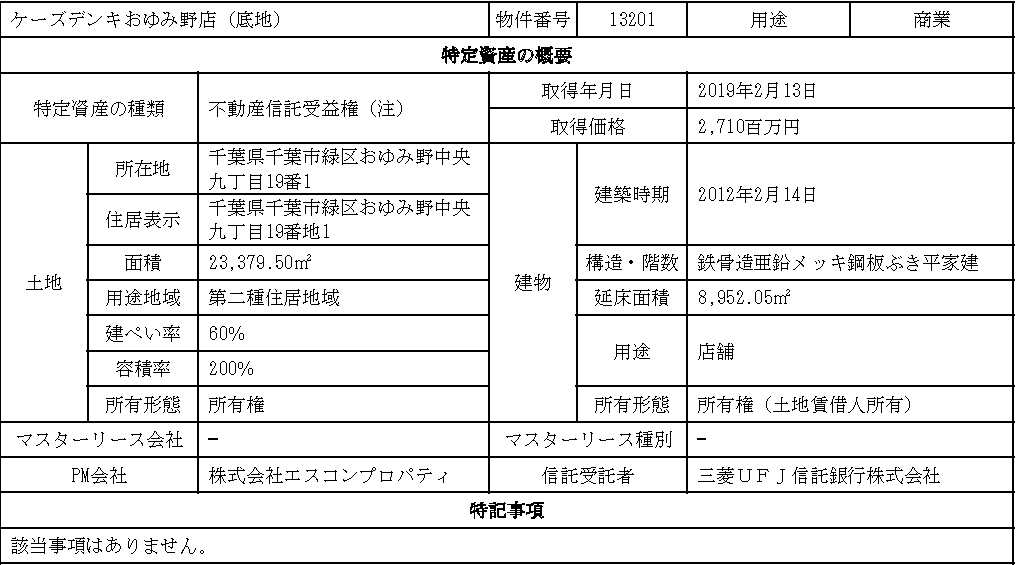 ケーズデンキおゆみ野店（底地） 物件番号 13201 用途 商業
特定資産の概要
特定資産の種類 不動産信託受益権（注） 取得年月日 2019年2月13日
取得価格 2,710百万円
土地 所在地 千葉県千葉市緑区おゆみ野中央
九丁目19番1
住居表示 千葉県千葉市緑区おゆみ野中央
九丁目19番地1
面積 23,379.50㎡
用途地域 第二種住居地域
建ぺい率 60%
容積率 200%
所有形態 所有権
建物 建築時期 2012年2月14日
構造・階数 鉄骨造亜鉛メッキ鋼板ぶき平家建
延床面積 8,952.05㎡
用途 店舗
所有形態 所有権（土地賃借人所有）
マスターリース会社 － マスターリース種別 －
PM会社 株式会社エスコンプロパティ 信託受託者 三菱ＵＦＪ信託銀行株式会社
特記事項
該当事項はありません。